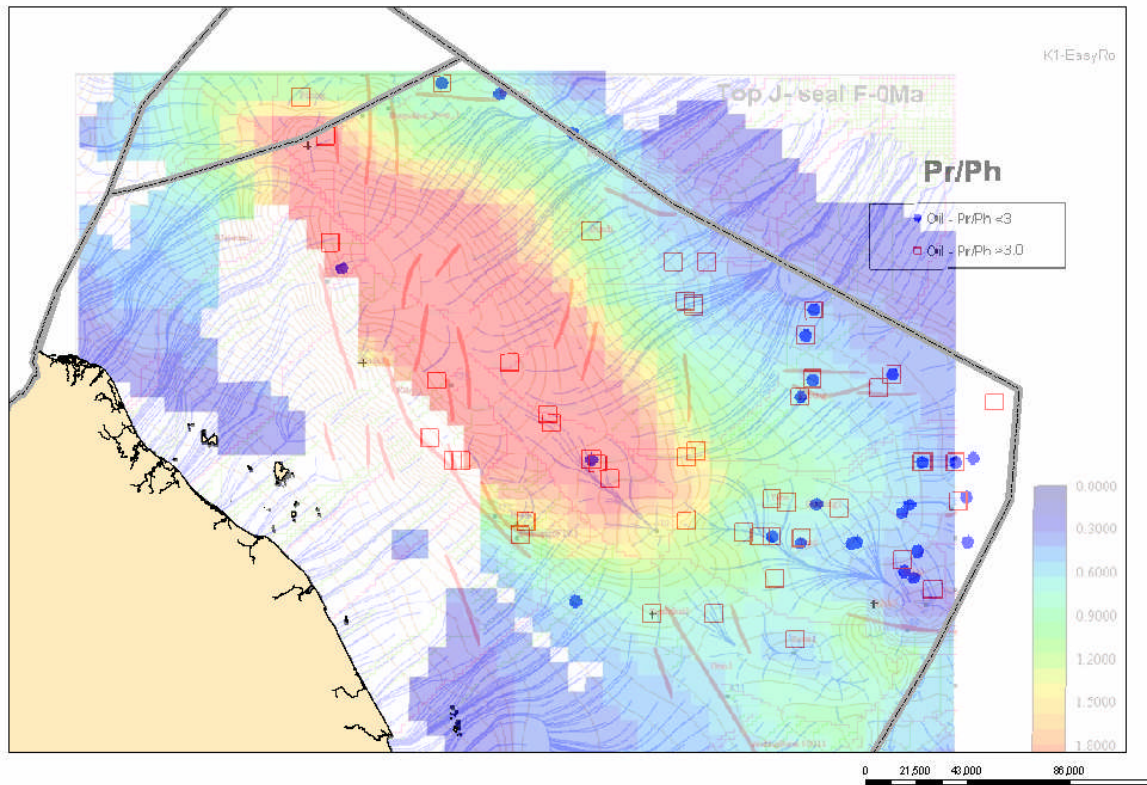 K1-EasyRo
Top J- seal F-0Ma
Pr/Ph
Oil - Pr/Ph <3
Oil - Pr/Ph >3.0
0.0000
0.3000
0.6000
0.9000
1.2000
1.5000
1.8000
0 21,500 43,000 86,000